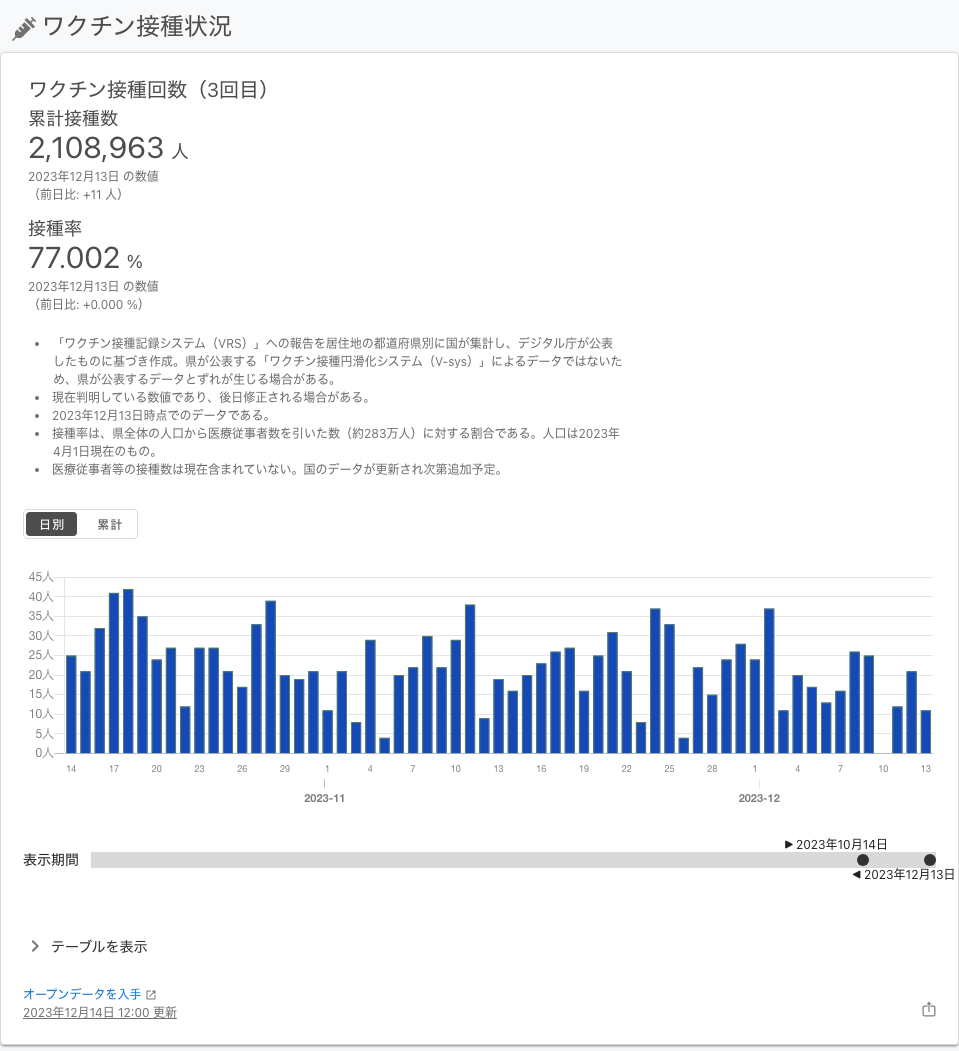 ワクチン接種状況
ワクチン接種回数（3回目）
累計接種数
2,108,963 人
2023年12月13日 の数値
（前日比: +11 人）
接種率
77.002 %
2023年12月13日 の数値
（前日比: +0.000 %）
• 「ワクチン接種記録システム（VRS）」への報告を居住地の都道府県別に国が集計し、デジタル庁が公表
したものに基づき作成。県が公表する「ワクチン接種円滑化システム（V-sys）」によるデータではないた
め、県が公表するデータとずれが生じる場合がある。
• 現在判明している数値であり、後日修正される場合がある。
• 2023年12月13日時点でのデータである。
• 接種率は、県全体の人口から医療従事者数を引いた数（約283万人）に対する割合である。人口は2023年
4月1日現在のもの。
• 医療従事者等の接種数は現在含まれていない。国のデータが更新され次第追加予定。
日別 累計
45人
40人
35人
30人
25人
20人
15人
10人
5人
0人
14 17 20 23 26 29 1 4 7 10 13 16 19 22 25 28 1 4 7 10 13
2023-11 2023-12
▶ 2023年10月14日
表示期間
◀ 2023年12月13日
テーブルを表示
オープンデータを入手
2023年12月14日 12:00 更新